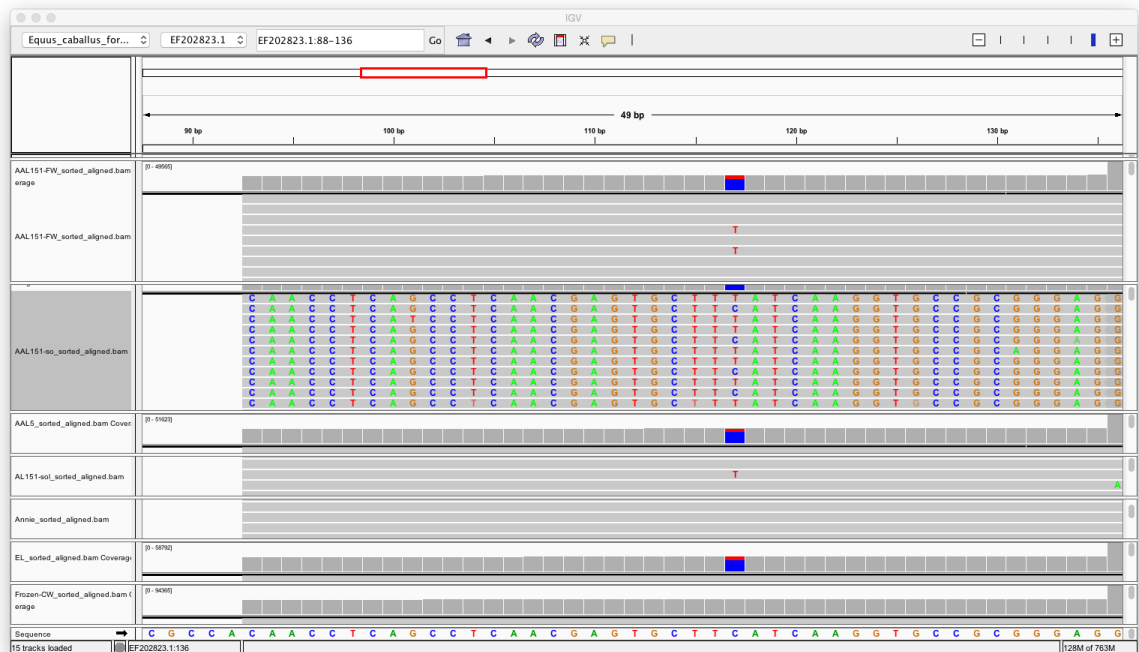 IGV
Equus_caballus_for... EF202823.1 EF202823.1:88-136 Go
49 bp
90 bp 100 bp 110 bp 120 bp 130 bp
AAL151-FW_sorted_aligned.bam
erage
[0 - 49565]
AAL151-FW_sorted_aligned.bam
T
T
AAL151-so_sorted_aligned.bam
C A A C C T C A G C C T C A A C G A G T G C T T T A T C A A G G T G C C G C G G G A G G
C A A C C T C A G C C T C A A C G A G T G C T T C A T C A A G G T G C C G C G G G A G G
C A A C C T C A T C C T C A A C G A G T G C T T T A T C A A G G T G C C G C G G G A G G
C A A C C T C A G C C T C A A C G A G T G C T T T A T C A A G G T G C C G C G G G A G G
C A A C C T C A G C C T C A A C G A G T G C T T C A T C A A G G T G C C G C G G G A G G
C A A C C T C A G C C T C A A C G A G T G C T T T A T C A A G G T G C C G C A G G A G G
C A A C C T C A G C C T C A A C G A G T G C T T T A T C A A G G T G C C G C G G G A G G
C A A C C T C A G C C T C A A C G A G T G C T T C A T C A A G G T G C C G C G G G A G G
C A A C C T C A G C C T C A A C G A G T G C T T T A T C A A G G T G C C G C G G G A G G
C A A C C T C A G C C T C A A C G A G T G C T T C A T C A A G G T G C C G C G G G A G G
C A A C C T C A G C C T C A A C G A G T G C T T T A T C A A G G T G C C G C G G G A G G
AAL5_sorted_aligned.bam Cover
[0 - 51623]
AL151-sol_sorted_aligned.bam
T
A
Annie_sorted_aligned.bam
EL_sorted_aligned.bam Coverage
[0 - 58792]
Frozen-CW_sorted_aligned.bam C
erage
[0 - 94365]
Sequence C G C C A C A A C C T C A G C C T C A A C G A G T G C T T C A T C A A G G T G C C G C G G G A G G
15 tracks loaded EF202823.1:136 128M of 763M